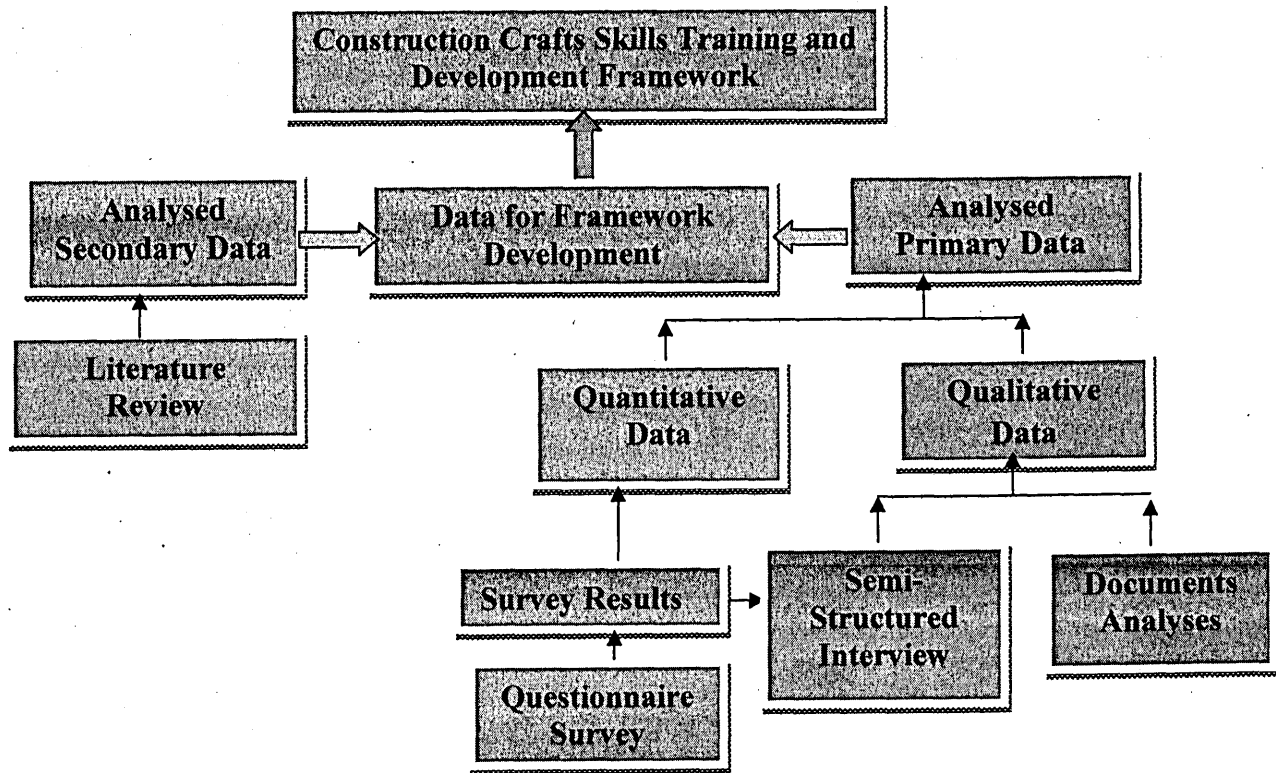 Construction Crafts Skills Training and
Development Framework
Analysed
Secondary Data
Data for Framework
Development
Analysed
Primary Data
Literature
Review
Quantitative
Data
Qualitative
Data
Survey Results
Semi-
Structured
Interview
Documents
Analyses
Questionnaire
Survey